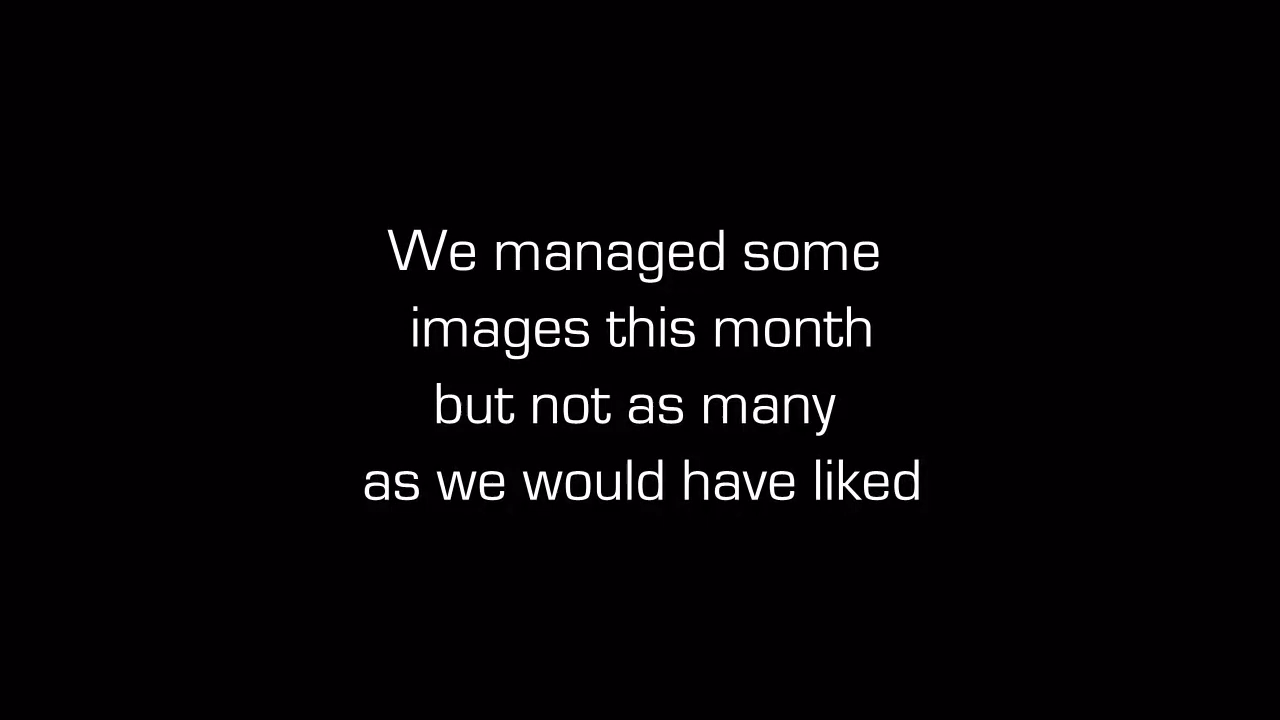 We managed some
images this month
but not as many
as we would have liked